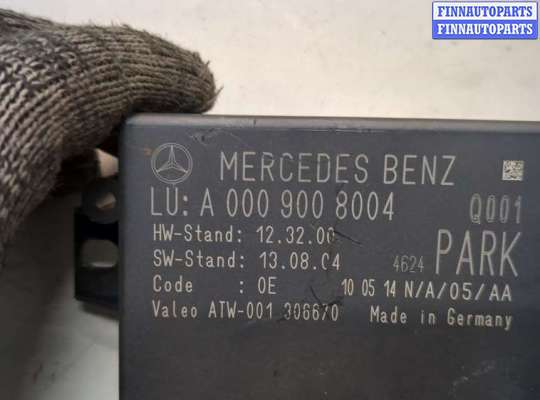 FINNAUTOPARTS
FINNAUTOPARTS
MERCEDES BENZ
LU: A 000 900 8004 Q001
HW-Stand: 12.32.00
SW-Stand: 13.08.04 4624 PARK
Code : 0E 10 05 14 N/A/05/AA
Valeo ATW-001 306670 Made in Germany